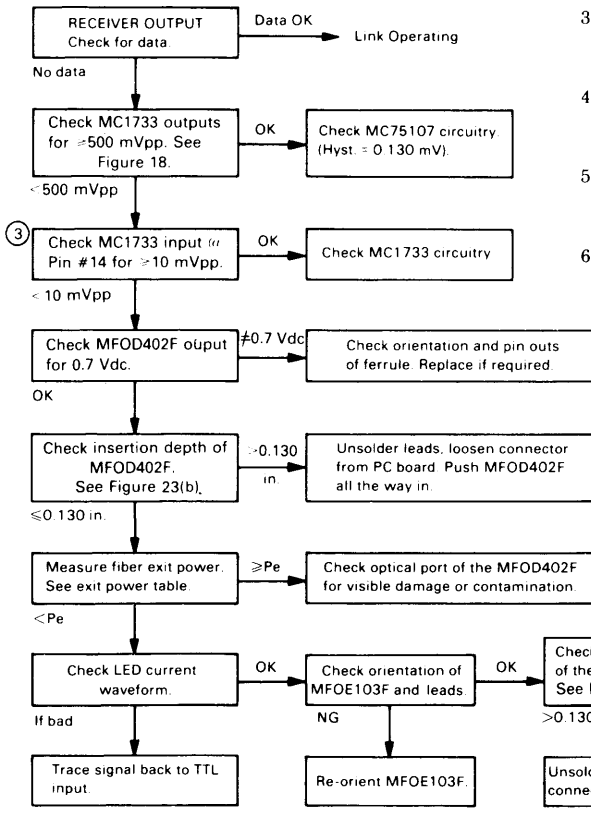 RECEIVER OUTPUT
Check for data.
Data OK
Link Operating
3
No data
4
Check MC1733 outputs
for ≥500 mVpp. See
Figure 18.
OK
Check MC75107 circuitry.
(Hyst. = 0.130 mV).
<500 mVpp
5
3
Check MC1733 input @
Pin #14 for ≥10 mVpp.
OK
Check MC1733 circuitry
6
<10 mVpp
Check MFOD402F ouput
for 0.7 Vdc.
≠0.7 Vdc
Check orientation and pin outs
of ferrule. Replace if required.
OK
Check insertion depth of
MFOD402F.
See Figure 23(b).
>0.130
in.
Unsolder leads, loosen connector
from PC board. Push MFOD402F
all the way in.
≤0.130 in.
Measure fiber exit power.
See exit power table.
≥Pe
Check optical port of the MFOD402F
for visible damage or contamination.
<Pe
Check LED current
waveform.
OK
Check orientation of
MFOE103F and leads.
OK
Chec
of the
See
If bad
NG
>0.130
Trace signal back to TTL
input.
Re-orient MFOE103F.
Unsol
conne